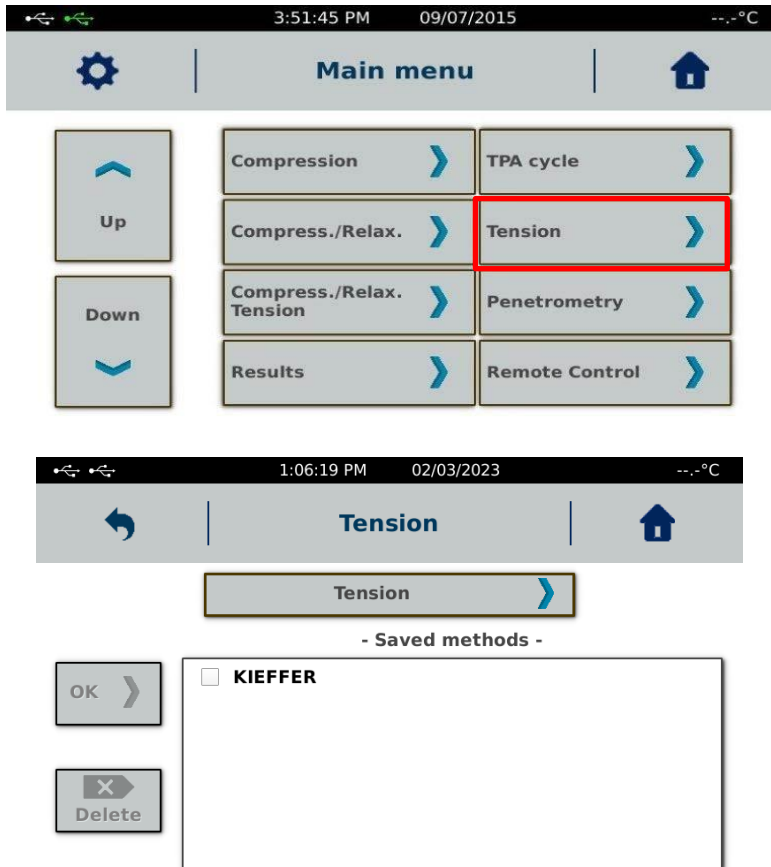 3:51:45 PM 09/07/2015 --.-°C
Main menu
Up
Down
Compression
TPA cycle
Compress./Relax.
Tension
Compress./Relax.
Tension
Penetrometry
Results
Remote Control
1:06:19 PM 02/03/2023 --.-°C
Tension
Tension
- Saved methods -
OK
KIEFFER
Delete